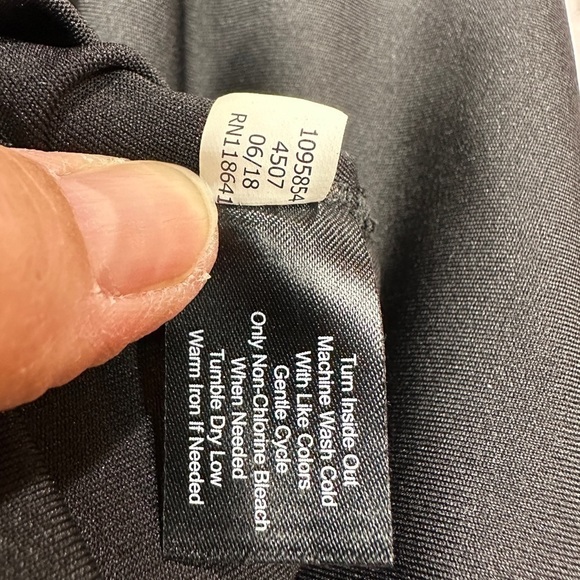 1095854
4507
06/18
RN118641
Turn Inside Out
Machine Wash Cold
With Like Colors
Gentle Cycle
Only Non-Chlorine Bleach
When Needed
Tumble Dry Low
Warm Iron If Needed